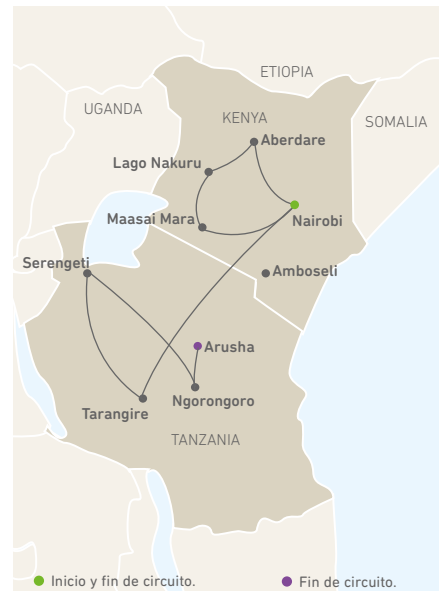 ETIOPIA
UGANDA
KENYA
SOMALIA
Aberdare
Lago Nakuru
Maasai Mara
Nairobi
Serengeti
Amboseli
Arusha
Ngorongoro
Tarangire
TANZANIA
Inicio y fin de circuito.
Fin de circuito.